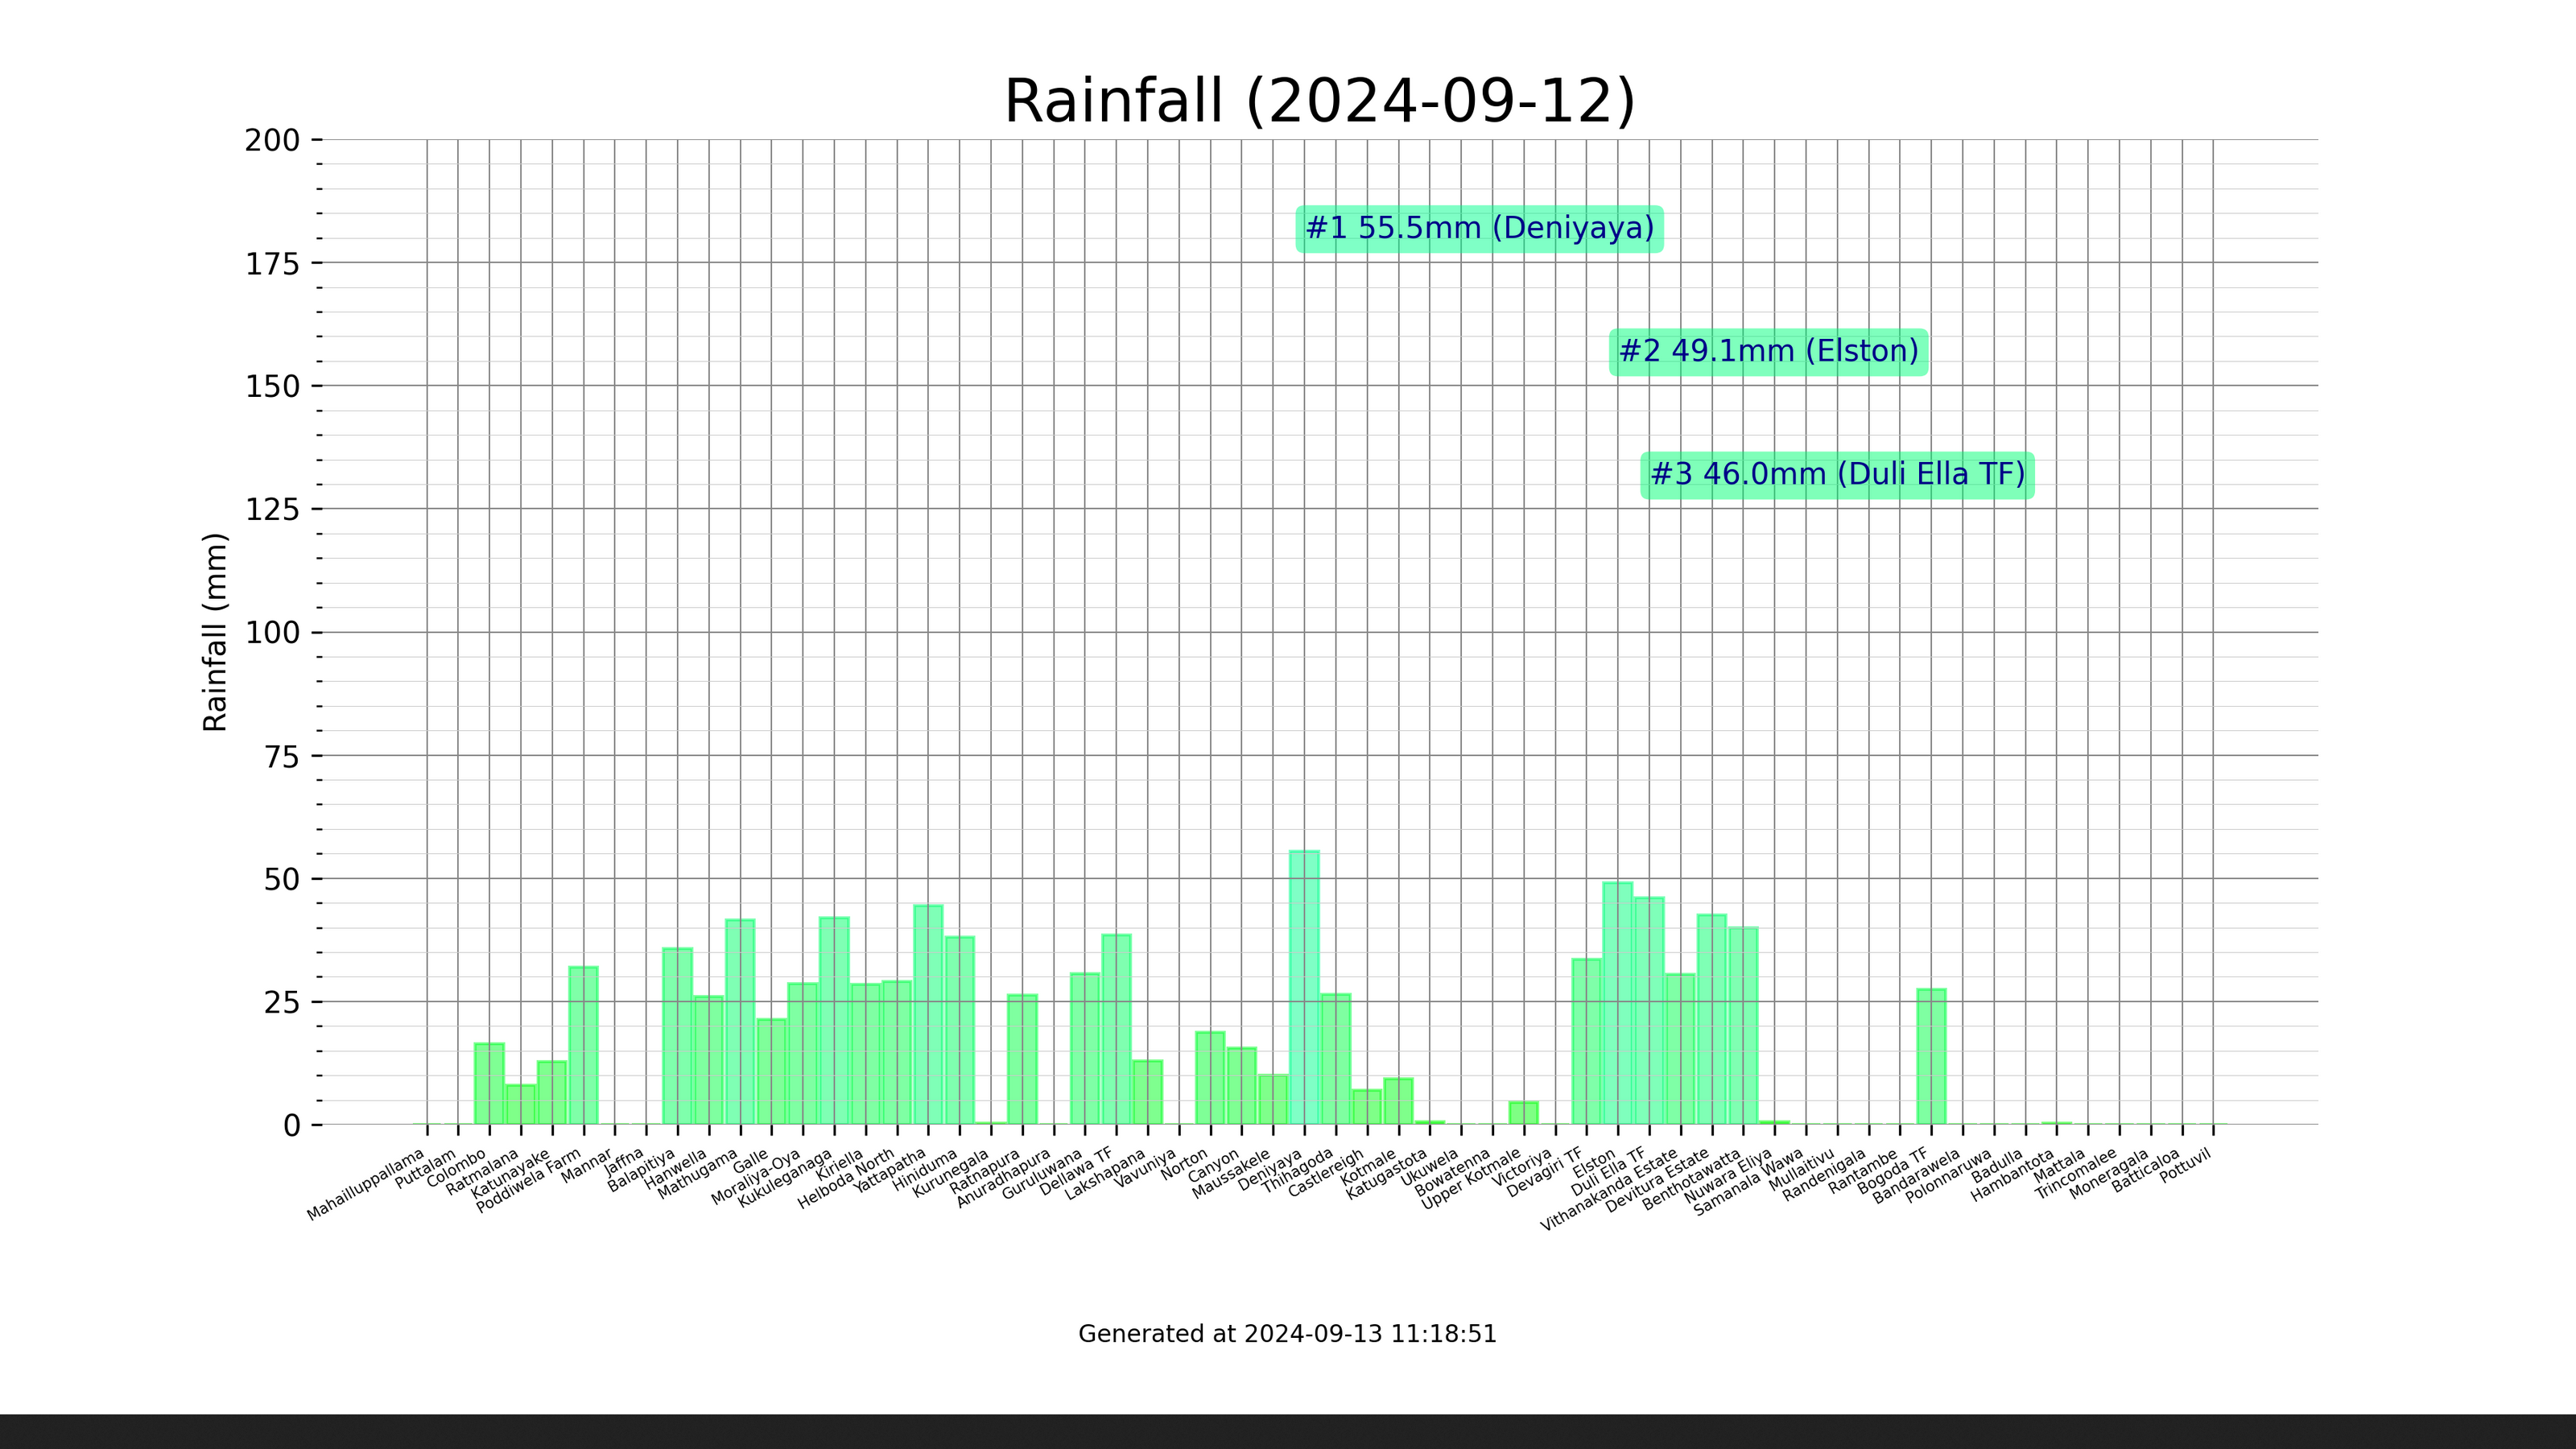 Rainfall (2024-09-12)
200
175
150
125
100
75
50
25
0
Rainfall (mm)
#1 55.5mm (Deniyaya)
#2 49.1mm (Elston)
#3 46.0mm (Duli Ella TF)
Mahailluppallama
Puttalam
Colombo
Ratmalana
Katunayake
Poddiwela Farm
Mannar
Jaffna
Balapitiya
Hanwella
Mathugama
Galle
Moraliya-Oya
Kukuleganaga
Kiriella
Helboda North
Yattapatha
Hiniduma
Kurunegala
Ratnapura
Anuradhapura
Guruluwana
Dellawa TF
Lakshapana
Vavuniya
Norton
Canyon
Maussakele
Deniyaya
Thihagoda
Castlereigh
Kotmale
Katugastota
Ukuwela
Bowatenna
Upper Kotmale
Victoriya
Devagiri TF
Elston
Duli Ella TF
Vithanakanda Estate
Devitura Estate
Benthotawatta
Nuwara Eliya
Samanala Wawa
Mullaitivu
Randenigala
Rantambe
Bogoda TF
Bandarawela
Polonnaruwa
Badulla
Hambantota
Mattala
Trincomalee
Moneragala
Batticaloa
Pottuvil
Generated at 2024-09-13 11:18:51